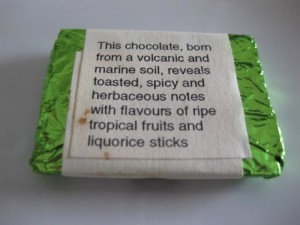 This chocolate, born
from a volcanic and
marine soil, reveals
toasted, spicy and
herbaceous notes
with flavours of ripe
tropical fruits and
liquorice sticks